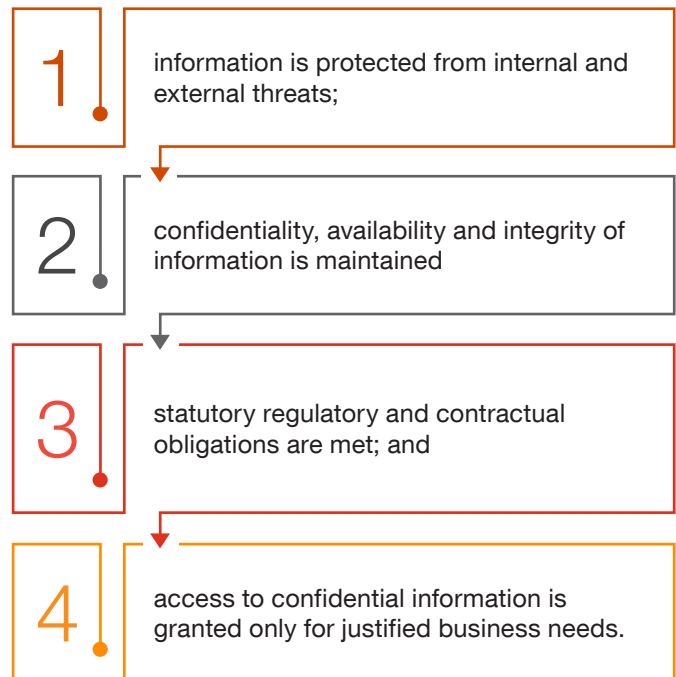 1
information is protected from internal and
external threats;
2
confidentiality, availability and integrity of
information is maintained
3
statutory regulatory and contractual
obligations are met; and
4
access to confidential information is
granted only for justified business needs.